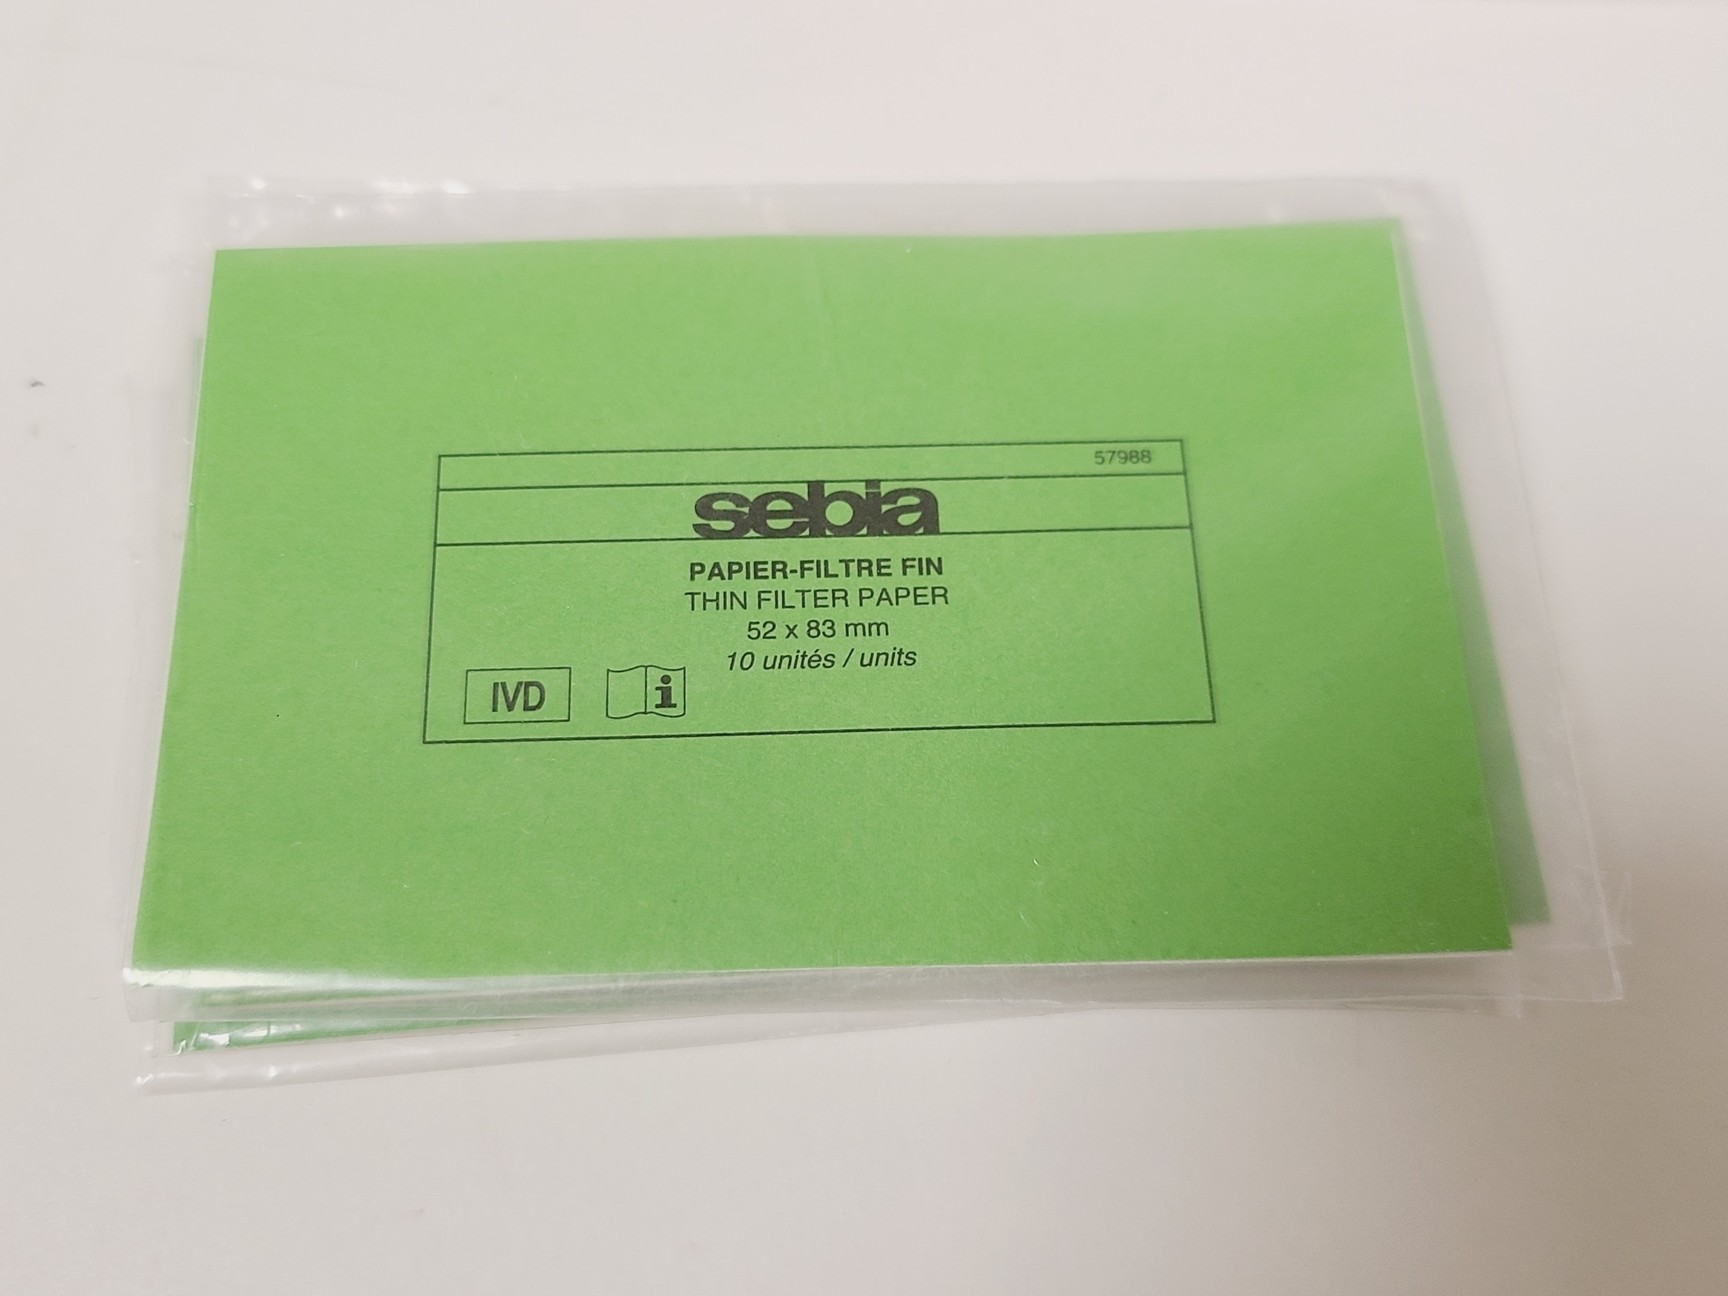 57988
sebia
PAPIER-FILTRE FIN
THIN FILTER PAPER
52 x 83 mm
10 unités / units
IVD
i